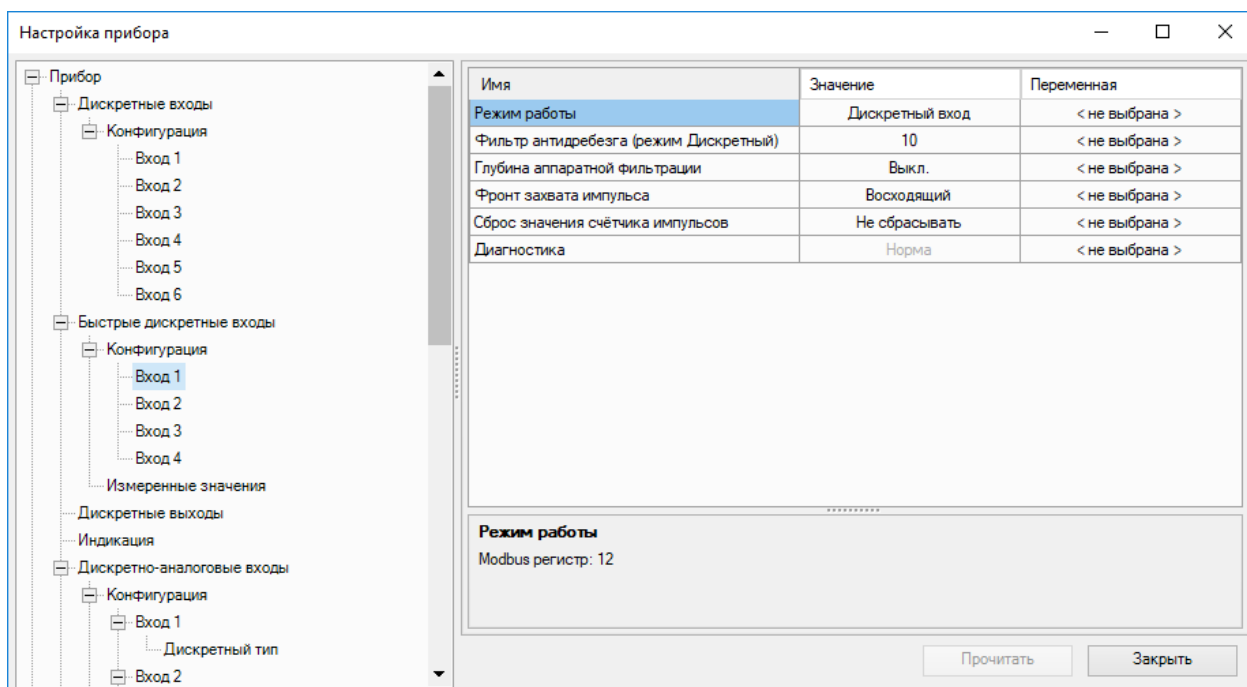 Настройка прибора
Прибор
Дискретные входы
Конфигурация
Вход 1
Вход 2
Вход 3
Вход 4
Вход 5
Вход 6
Быстрые дискретные входы
Конфигурация
Вход 1
Вход 2
Вход 3
Вход 4
Измеренные значения
Дискретные выходы
Индикация
Дискретно-аналоговые входы
Конфигурация
Вход 1
Дискретный тип
Вход 2
Имя Значение Переменная
Режим работы Дискретный вход < не выбрана >
Фильтр антидребезга (режим Дискретный) 10 < не выбрана >
Глубина аппаратной фильтрации Выкл. < не выбрана >
Фронт захвата импульса Восходящий < не выбрана >
Сброс значения счётчика импульсов Не сбрасывать < не выбрана >
Диагностика Норма < не выбрана >
Режим работы
Modbus регистр: 12
Прочитать Закрыть